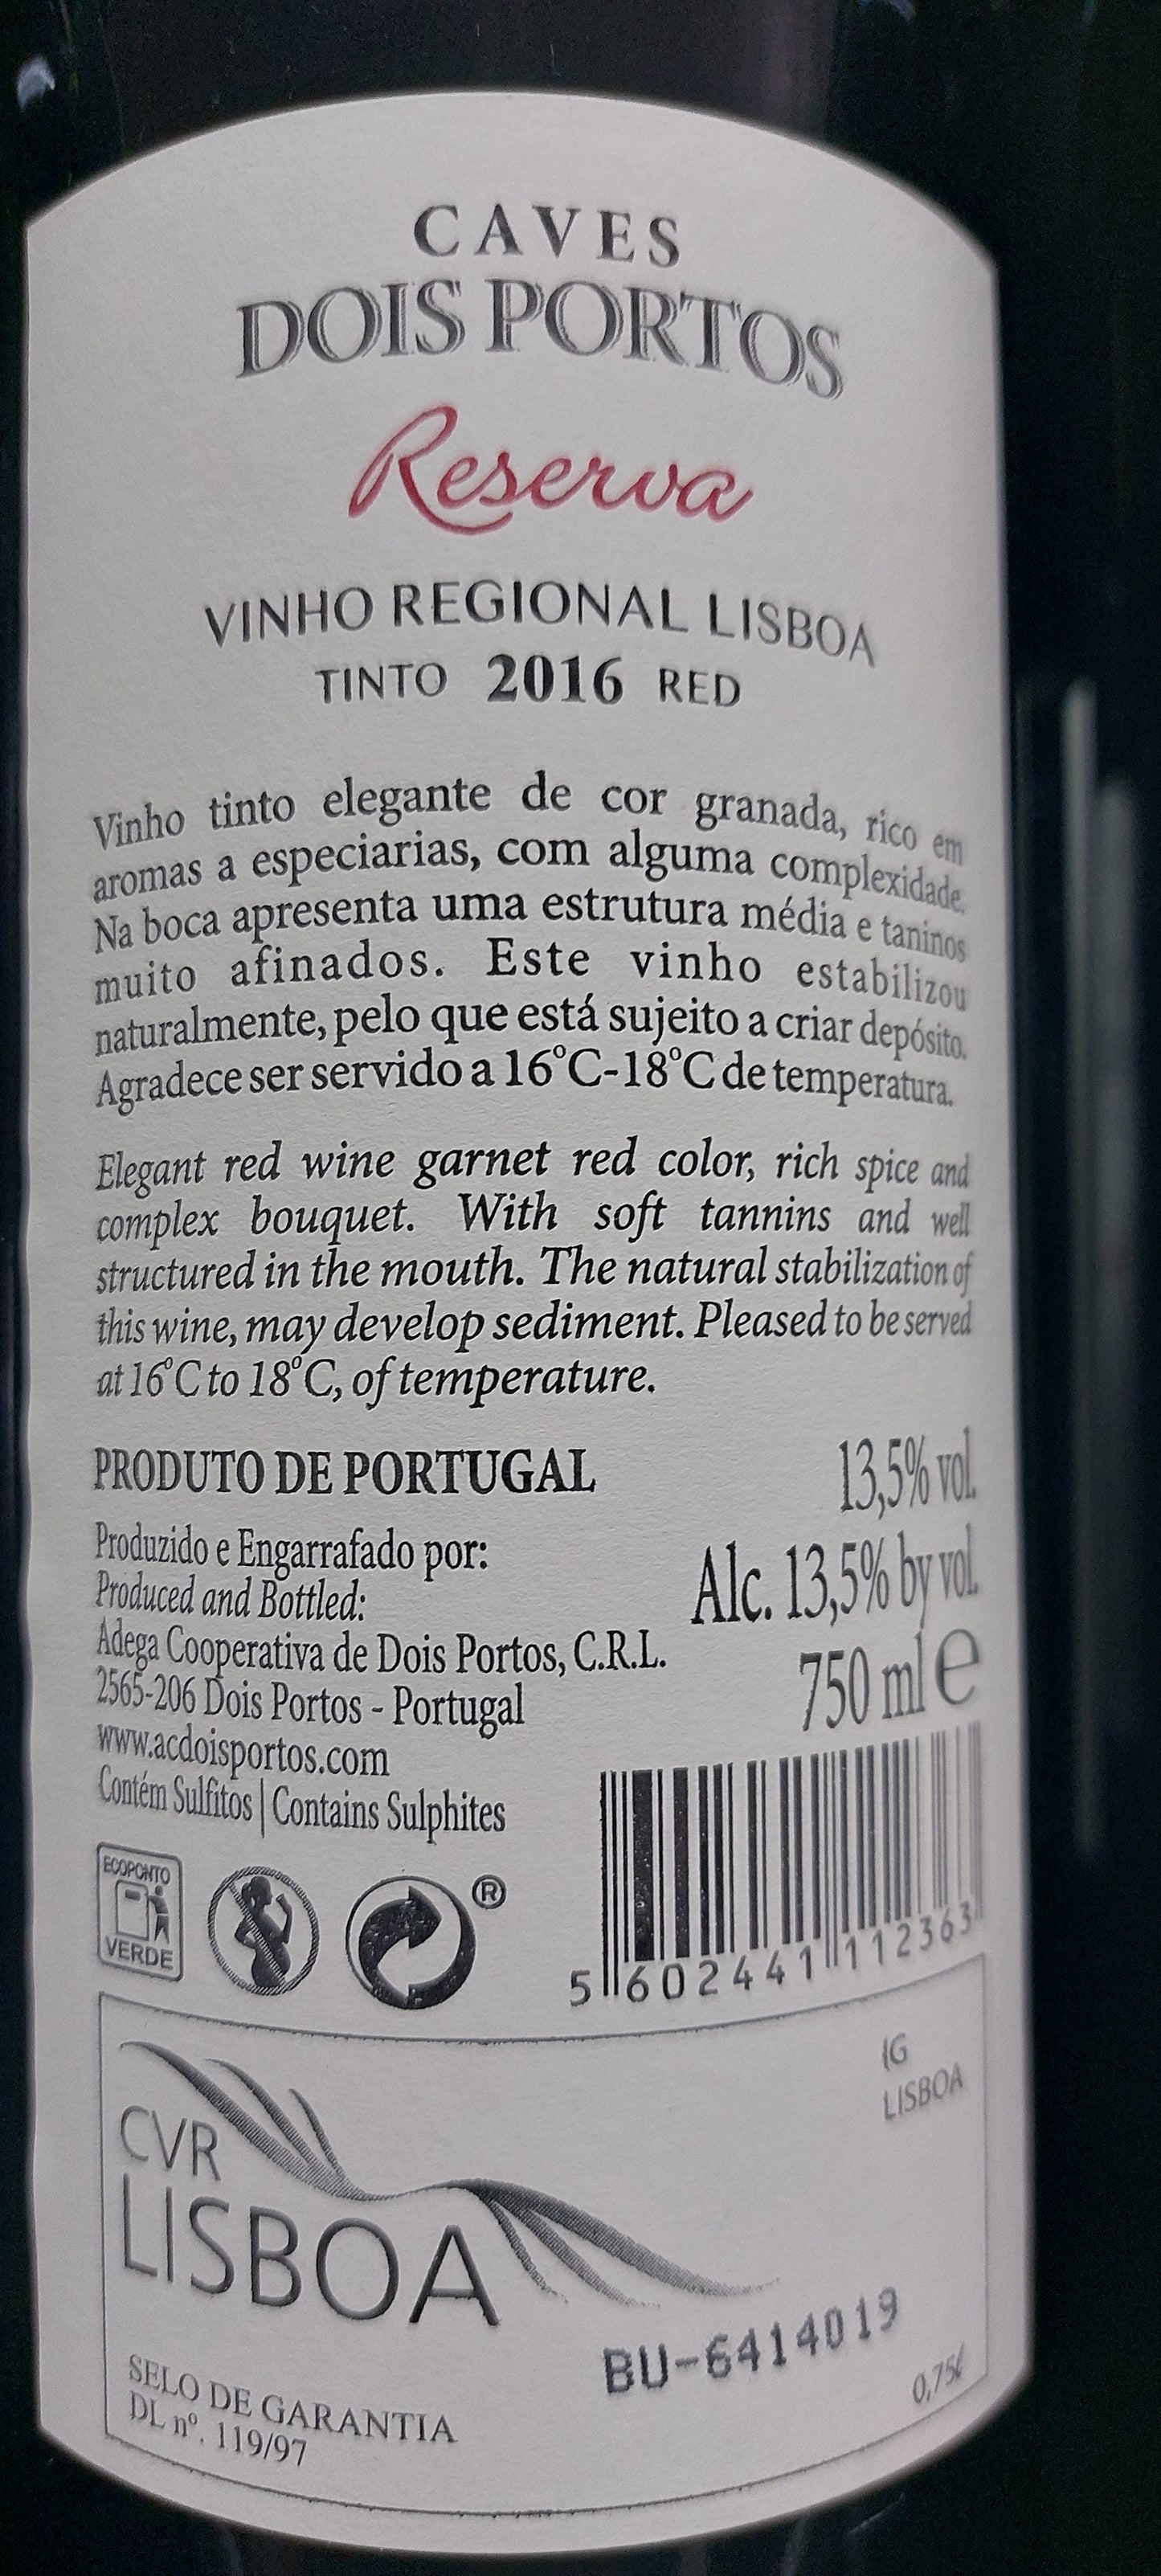 CAVES
DOIS PORTOS
Reserva
VINHO REGIONAL LISBOA
TINTO 2016 RED
Vinho tinto elegante de cor granada, rico em
aromas a especiarias, com alguma complexidade.
Na boca apresenta uma estrutura média e taninos
muito afinados. Este vinho estabilizou
naturalmente, pelo que está sujeito a criar depósito.
Agradece ser servido a 16°C-18°C de temperatura.
Elegant red wine garnet red color, rich spice and
complex bouquet. With soft tannins and well
structured in the mouth. The natural stabilization of
this wine, may develop sediment. Pleased to be served
at 16°C to 18°C, of temperature.
PRODUTO DE PORTUGAL
13,5% vol.
Produzido e Engarrafado por:
Produced and Bottled:
Alc. 13,5% by vol.
Adega Cooperativa de Dois Portos, C.R.L.
2565-206 Dois Portos - Portugal
750 ml e
www.acdoisportos.com
Contém Sulfitos | Contains Sulphites
ECOPONTO
VERDE
®
5 602441 112363
IG
LISBOA
CVR
LISBOA
BU-6414019
SELO DE GARANTIA
DL nº. 119/97
0,75ℓ